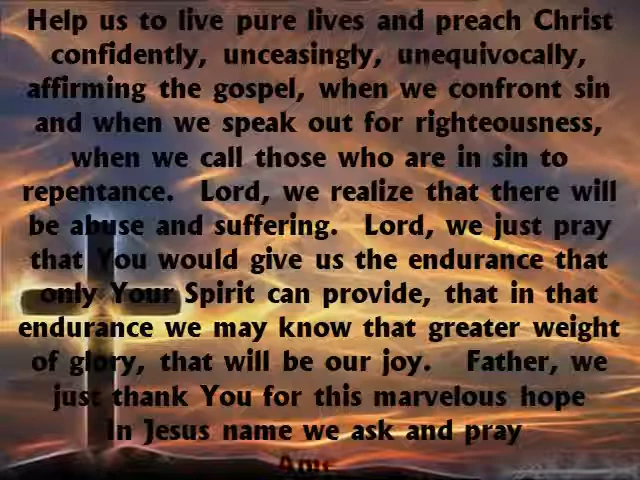 Help us to live pure lives and preach Christ
confidently, unceasingly, unequivocally,
affirming the gospel, when we confront sin
and when we speak out for righteousness,
when we call those who are in sin to
repentance. Lord, we realize that there will
be abuse and suffering. Lord, we just pray
that You would give us the endurance that
only Your Spirit can provide, that in that
endurance we may know that greater weight
of glory, that will be our joy. Father, we
just thank You for this marvelous hope
In Jesus name we ask and pray